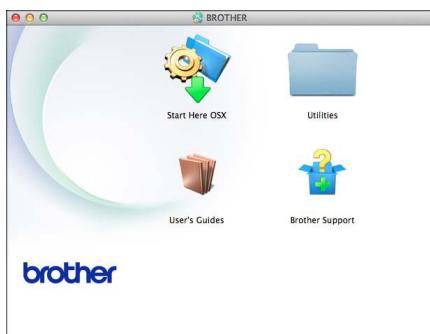 BROTHER
Start Here OSX
Utilities
User's Guides
Brother Support
brother